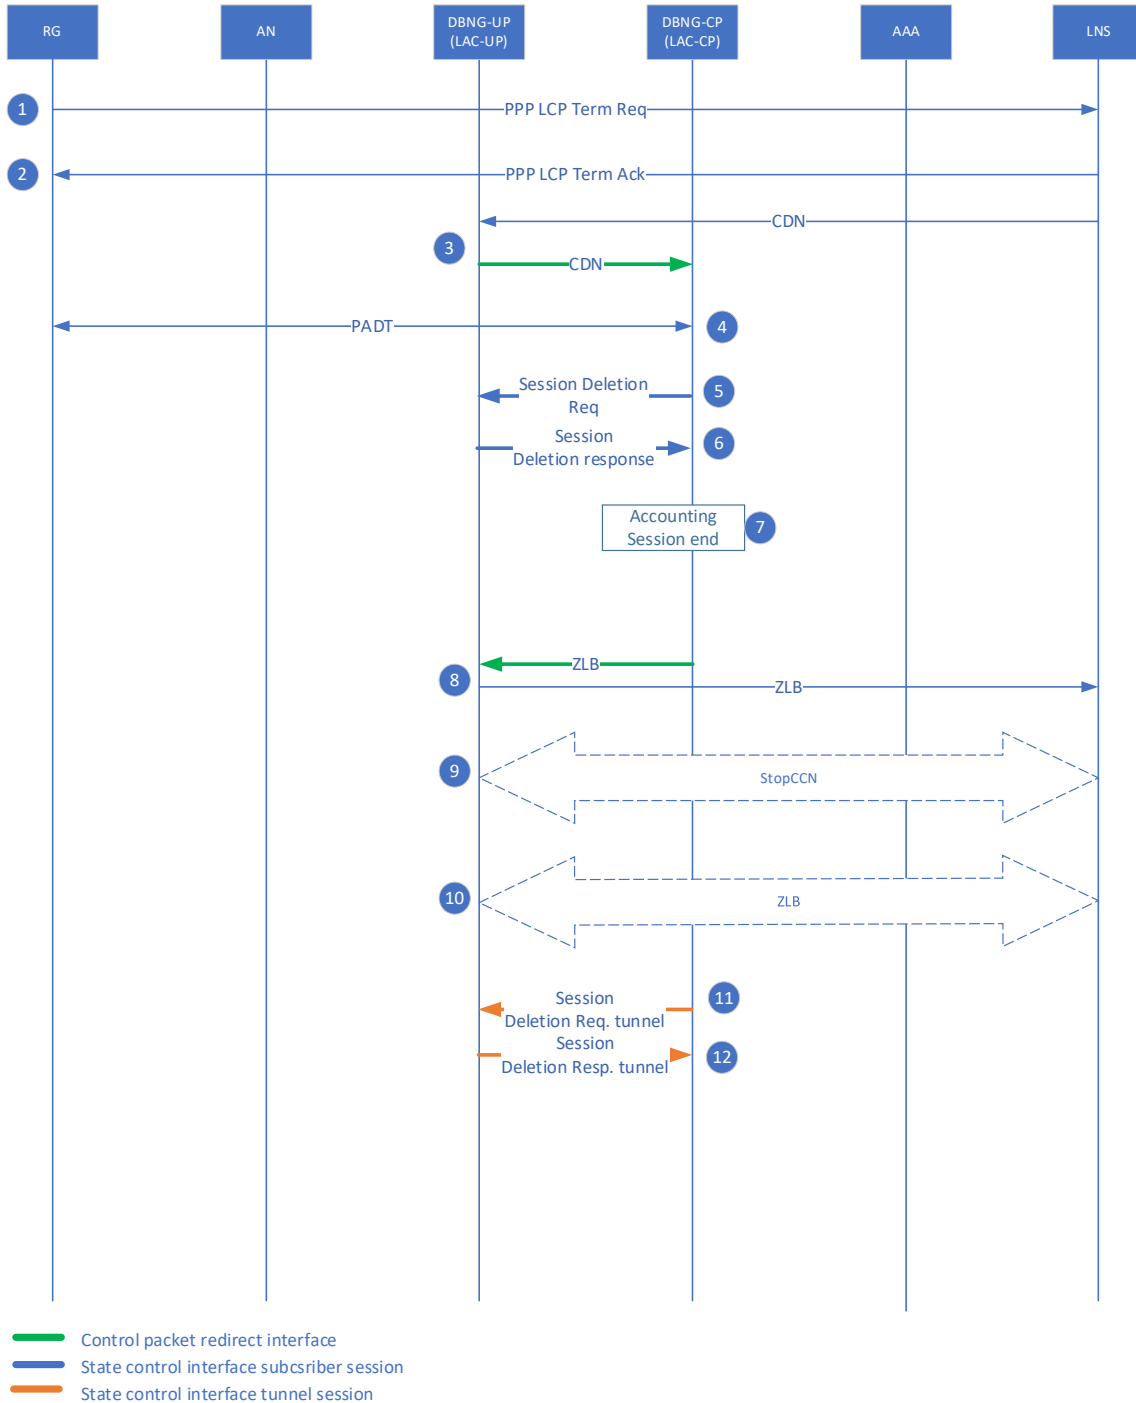 RG
AN
DBNG-UP
(LAC-UP)
DBNG-CP
(LAC-CP)
AAA
LNS
1
PPP LCP Term Req
2
PPP LCP Term Ack
CDN
3
CDN
PADT
4
Session Deletion
Req
5
Session
Deletion response
6
Accounting
Session end
7
ZLB
8
ZLB
9
StopCCN
10
ZLB
Session
Deletion Req. tunnel
11
Session
Deletion Resp. tunnel
12
Control packet redirect interface
State control interface subcsriber session
State control interface tunnel session